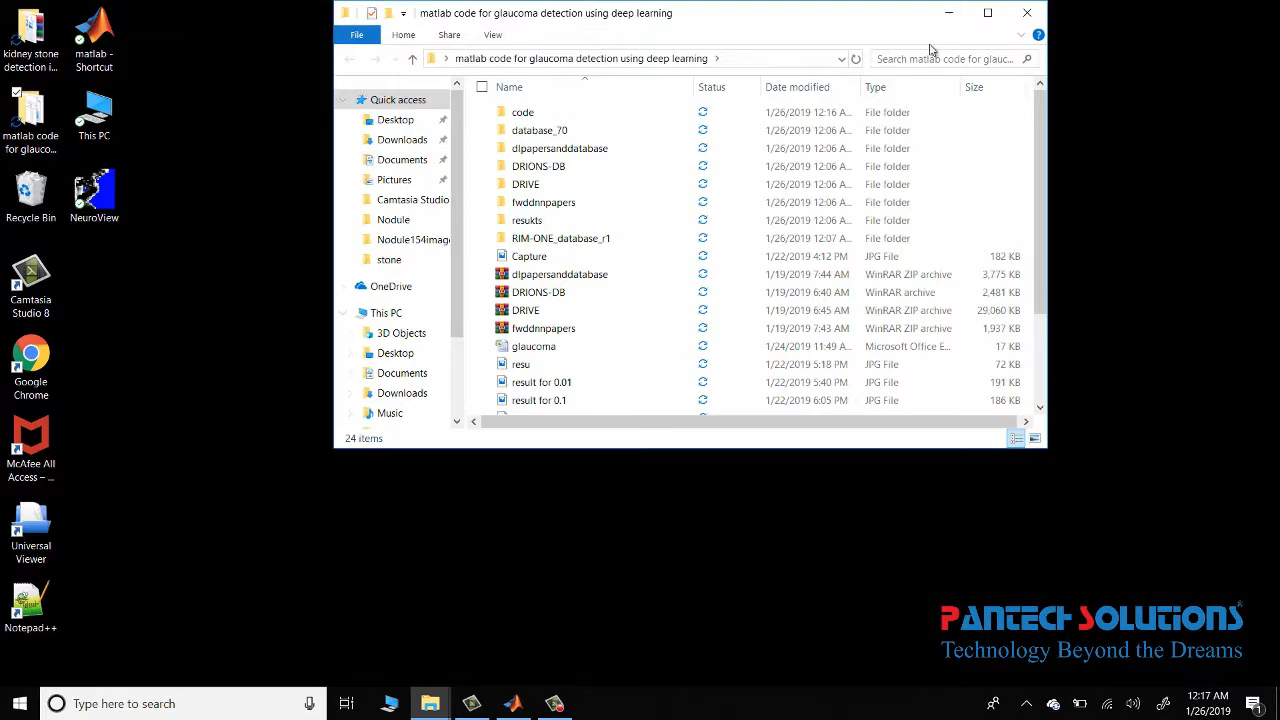 kidney stone
detection i...
matlab -
Shortcut
matlab code
for glauco...
This PC
Recycle Bin
NeuroView
Camtasia
Studio 8
Google
Chrome
McAfee All
Access – ...
Universal
Viewer
Notepad++
matlab code for glaucoma detection using deep learning
File Home Share View
matlab code for glaucoma detection using deep learning
Search matlab code for glauc...
Name Status Date modified Type Size
Quick access
Desktop
Downloads
Documents
Pictures
Camtasia Studio
Nodule
Nodule154image
stone
OneDrive
This PC
3D Objects
Desktop
Documents
Downloads
Music
code 1/26/2019 12:16 A... File folder
database_70 1/26/2019 12:06 A... File folder
dlpapersanddatabase 1/26/2019 12:06 A... File folder
DRIONS-DB 1/26/2019 12:06 A... File folder
DRIVE 1/26/2019 12:06 A... File folder
fwddnnpapers 1/26/2019 12:06 A... File folder
resukts 1/26/2019 12:06 A... File folder
RIM-ONE_database_r1 1/26/2019 12:07 A... File folder
Capture 1/22/2019 4:12 PM JPG File 182 KB
dlpapersanddatabase 1/19/2019 7:44 AM WinRAR ZIP archive 3,775 KB
DRIONS-DB 1/19/2019 6:40 AM WinRAR archive 2,481 KB
DRIVE 1/19/2019 6:45 AM WinRAR ZIP archive 29,060 KB
fwddnnpapers 1/19/2019 7:43 AM WinRAR ZIP archive 1,937 KB
glaucoma 1/24/2019 11:49 A... Microsoft Office E... 17 KB
resu 1/22/2019 5:18 PM JPG File 72 KB
result for 0.01 1/22/2019 5:40 PM JPG File 191 KB
result for 0.1 1/22/2019 6:05 PM JPG File 186 KB
24 items
PANTECH SOLUTIONS®
Technology Beyond the Dreams
Type here to search
12:17 AM
1/26/2019
1